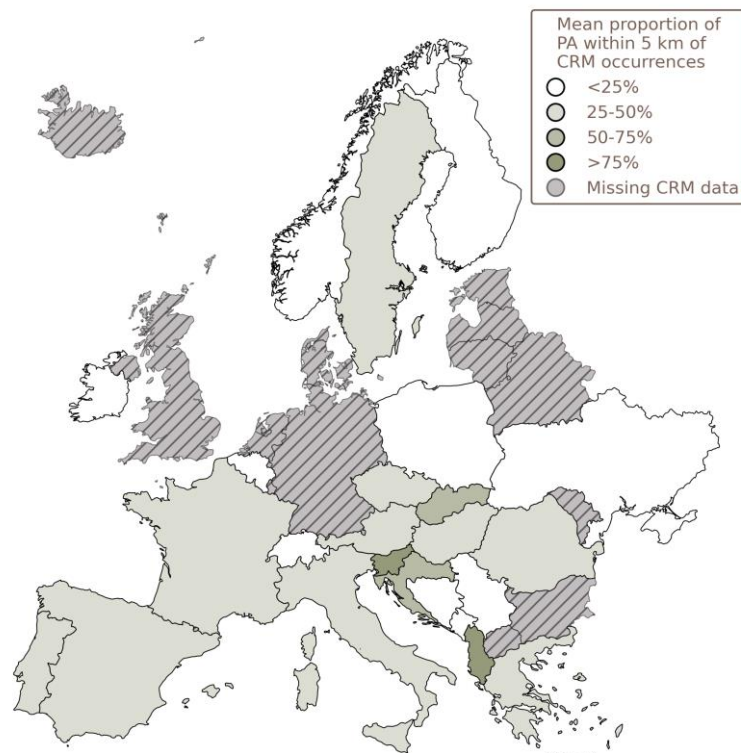 Mean proportion of
PA within 5 km of
CRM occurrences
<25%
25-50%
50-75%
>75%
Missing CRM data